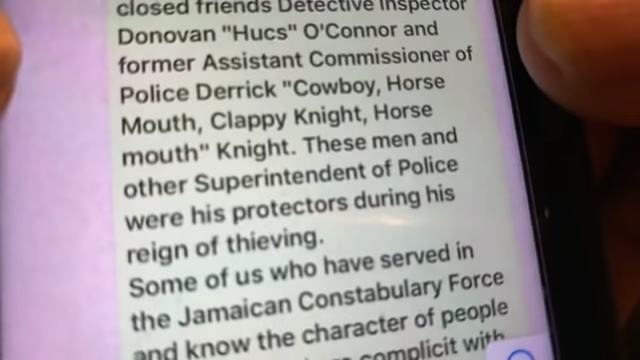 closed friends Detective Inspector
Donovan "Hucs" O'Connor and
former Assistant Commissioner of
Police Derrick "Cowboy, Horse
Mouth, Clappy Knight, Horse
mouth" Knight. These men and
other Superintendent of Police
were his protectors during his
reign of thieving.
Some of us who have served in
the Jamaican Constabulary Force
and know the character of people
complicit with